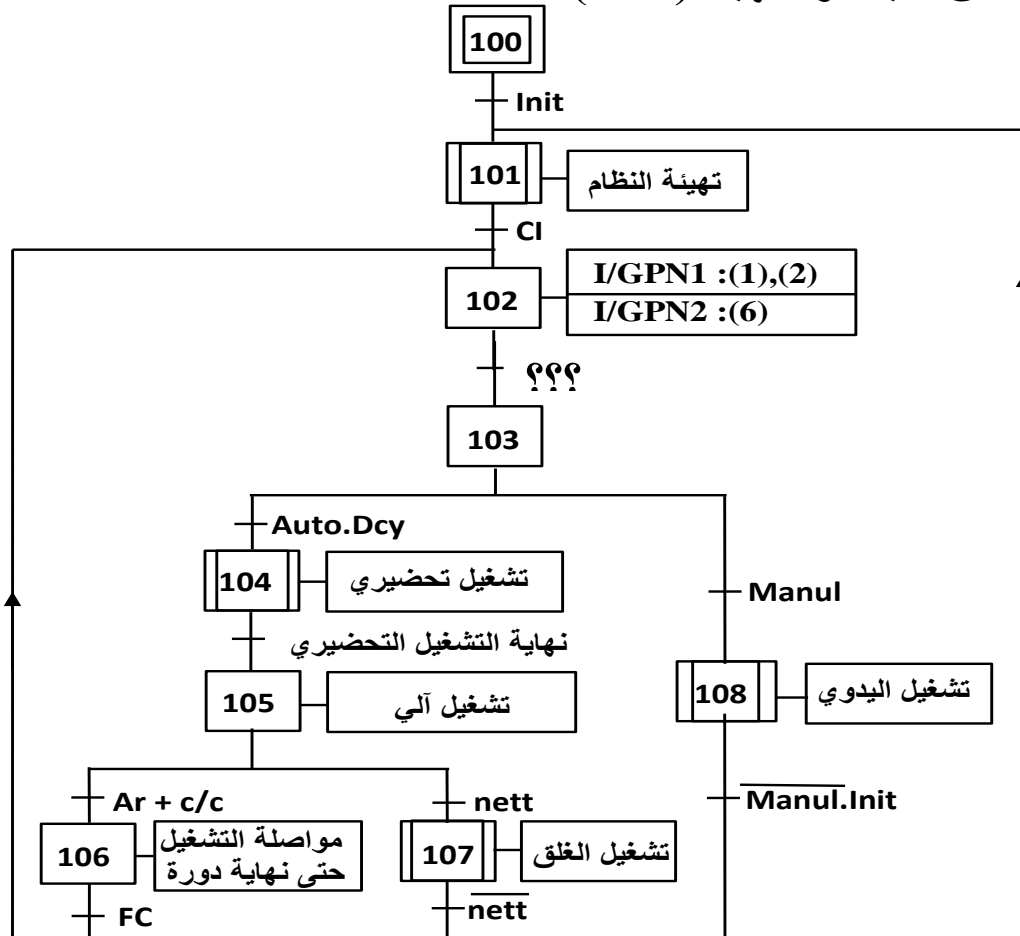 100
Init
101
تهيئة النظام
CI
102
I/GPN1 :(1),(2)
I/GPN2 :(6)
؟؟؟
103
Auto.Dcy
104
تشغيل تحضيري
Manul
نهاية التشغيل التحضيري
105
تشغيل آلي
108
تشغيل اليدوي
Ar + c/c
nett
Manul.Init
106
مواصلة التشغيل
حتى نهاية دورة
107
تشغيل الغلق
FC
nett